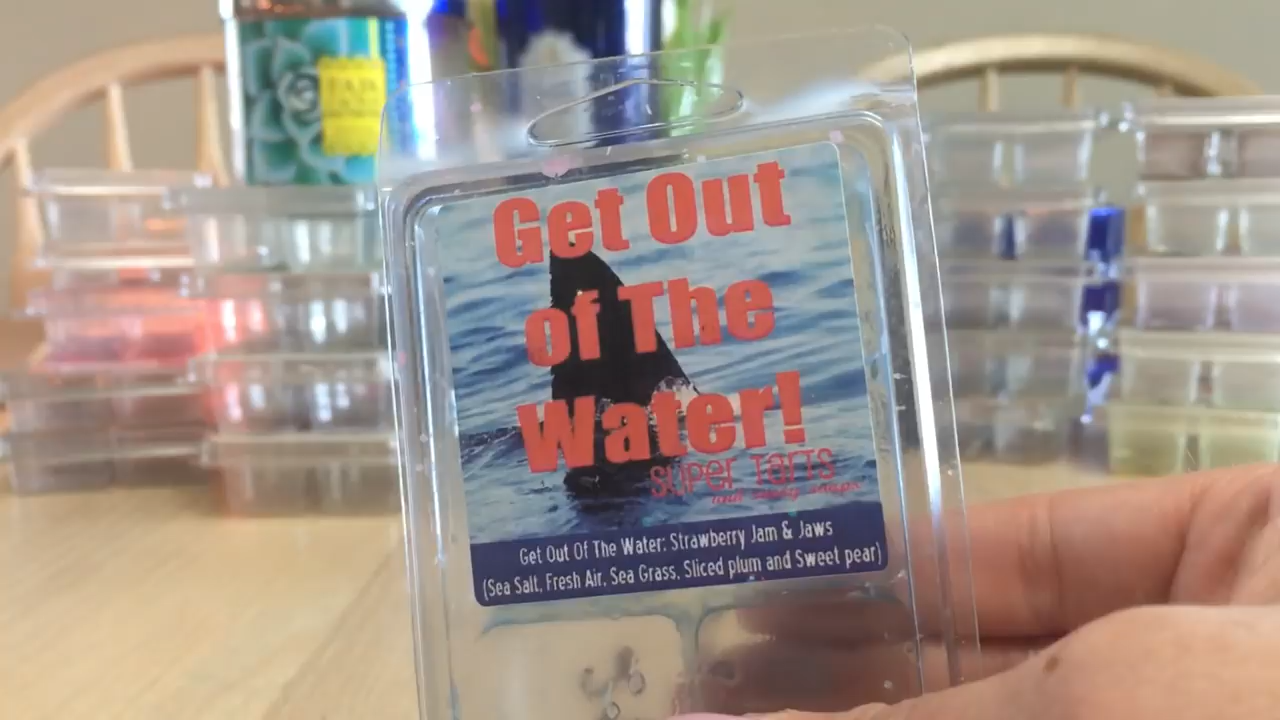 Get Out
of The
Water!
super tarts
Get Out Of The Water: Strawberry Jam & Jaws
(Sea Salt, Fresh Air, Sea Grass, Sliced plum and Sweet pear)